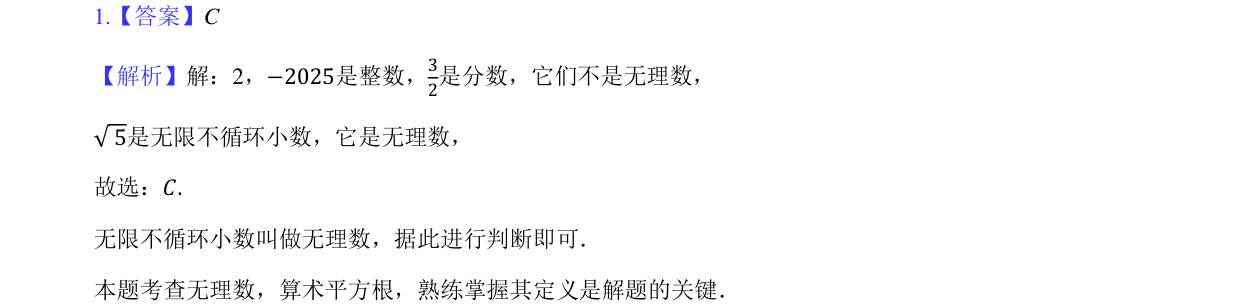 1.【答案】C
【解析】解：2，−2025是整数，3/2是分数，它们不是无理数，
√5是无限不循环小数，它是无理数，
故选：C.
无限不循环小数叫做无理数，据此进行判断即可.
本题考查无理数，算术平方根，熟练掌握其定义是解题的关键.